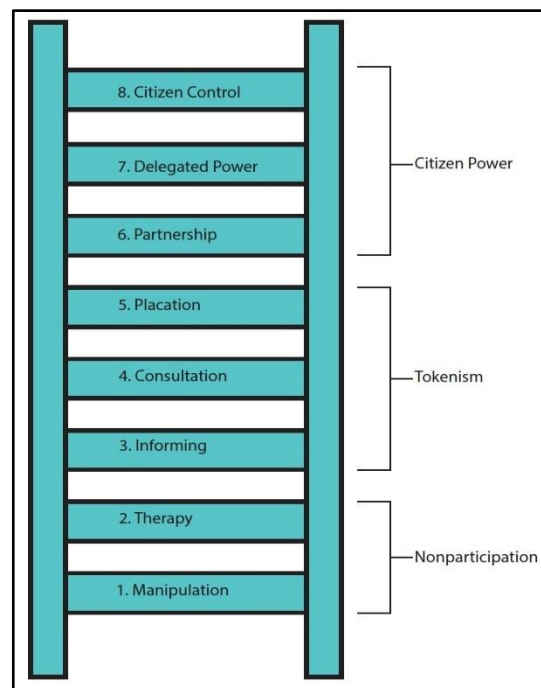 8. Citizen Control
7. Delegated Power
Citizen Power
6. Partnership
5. Placation
4. Consultation
Tokenism
3. Informing
2. Therapy
Nonparticipation
1. Manipulation